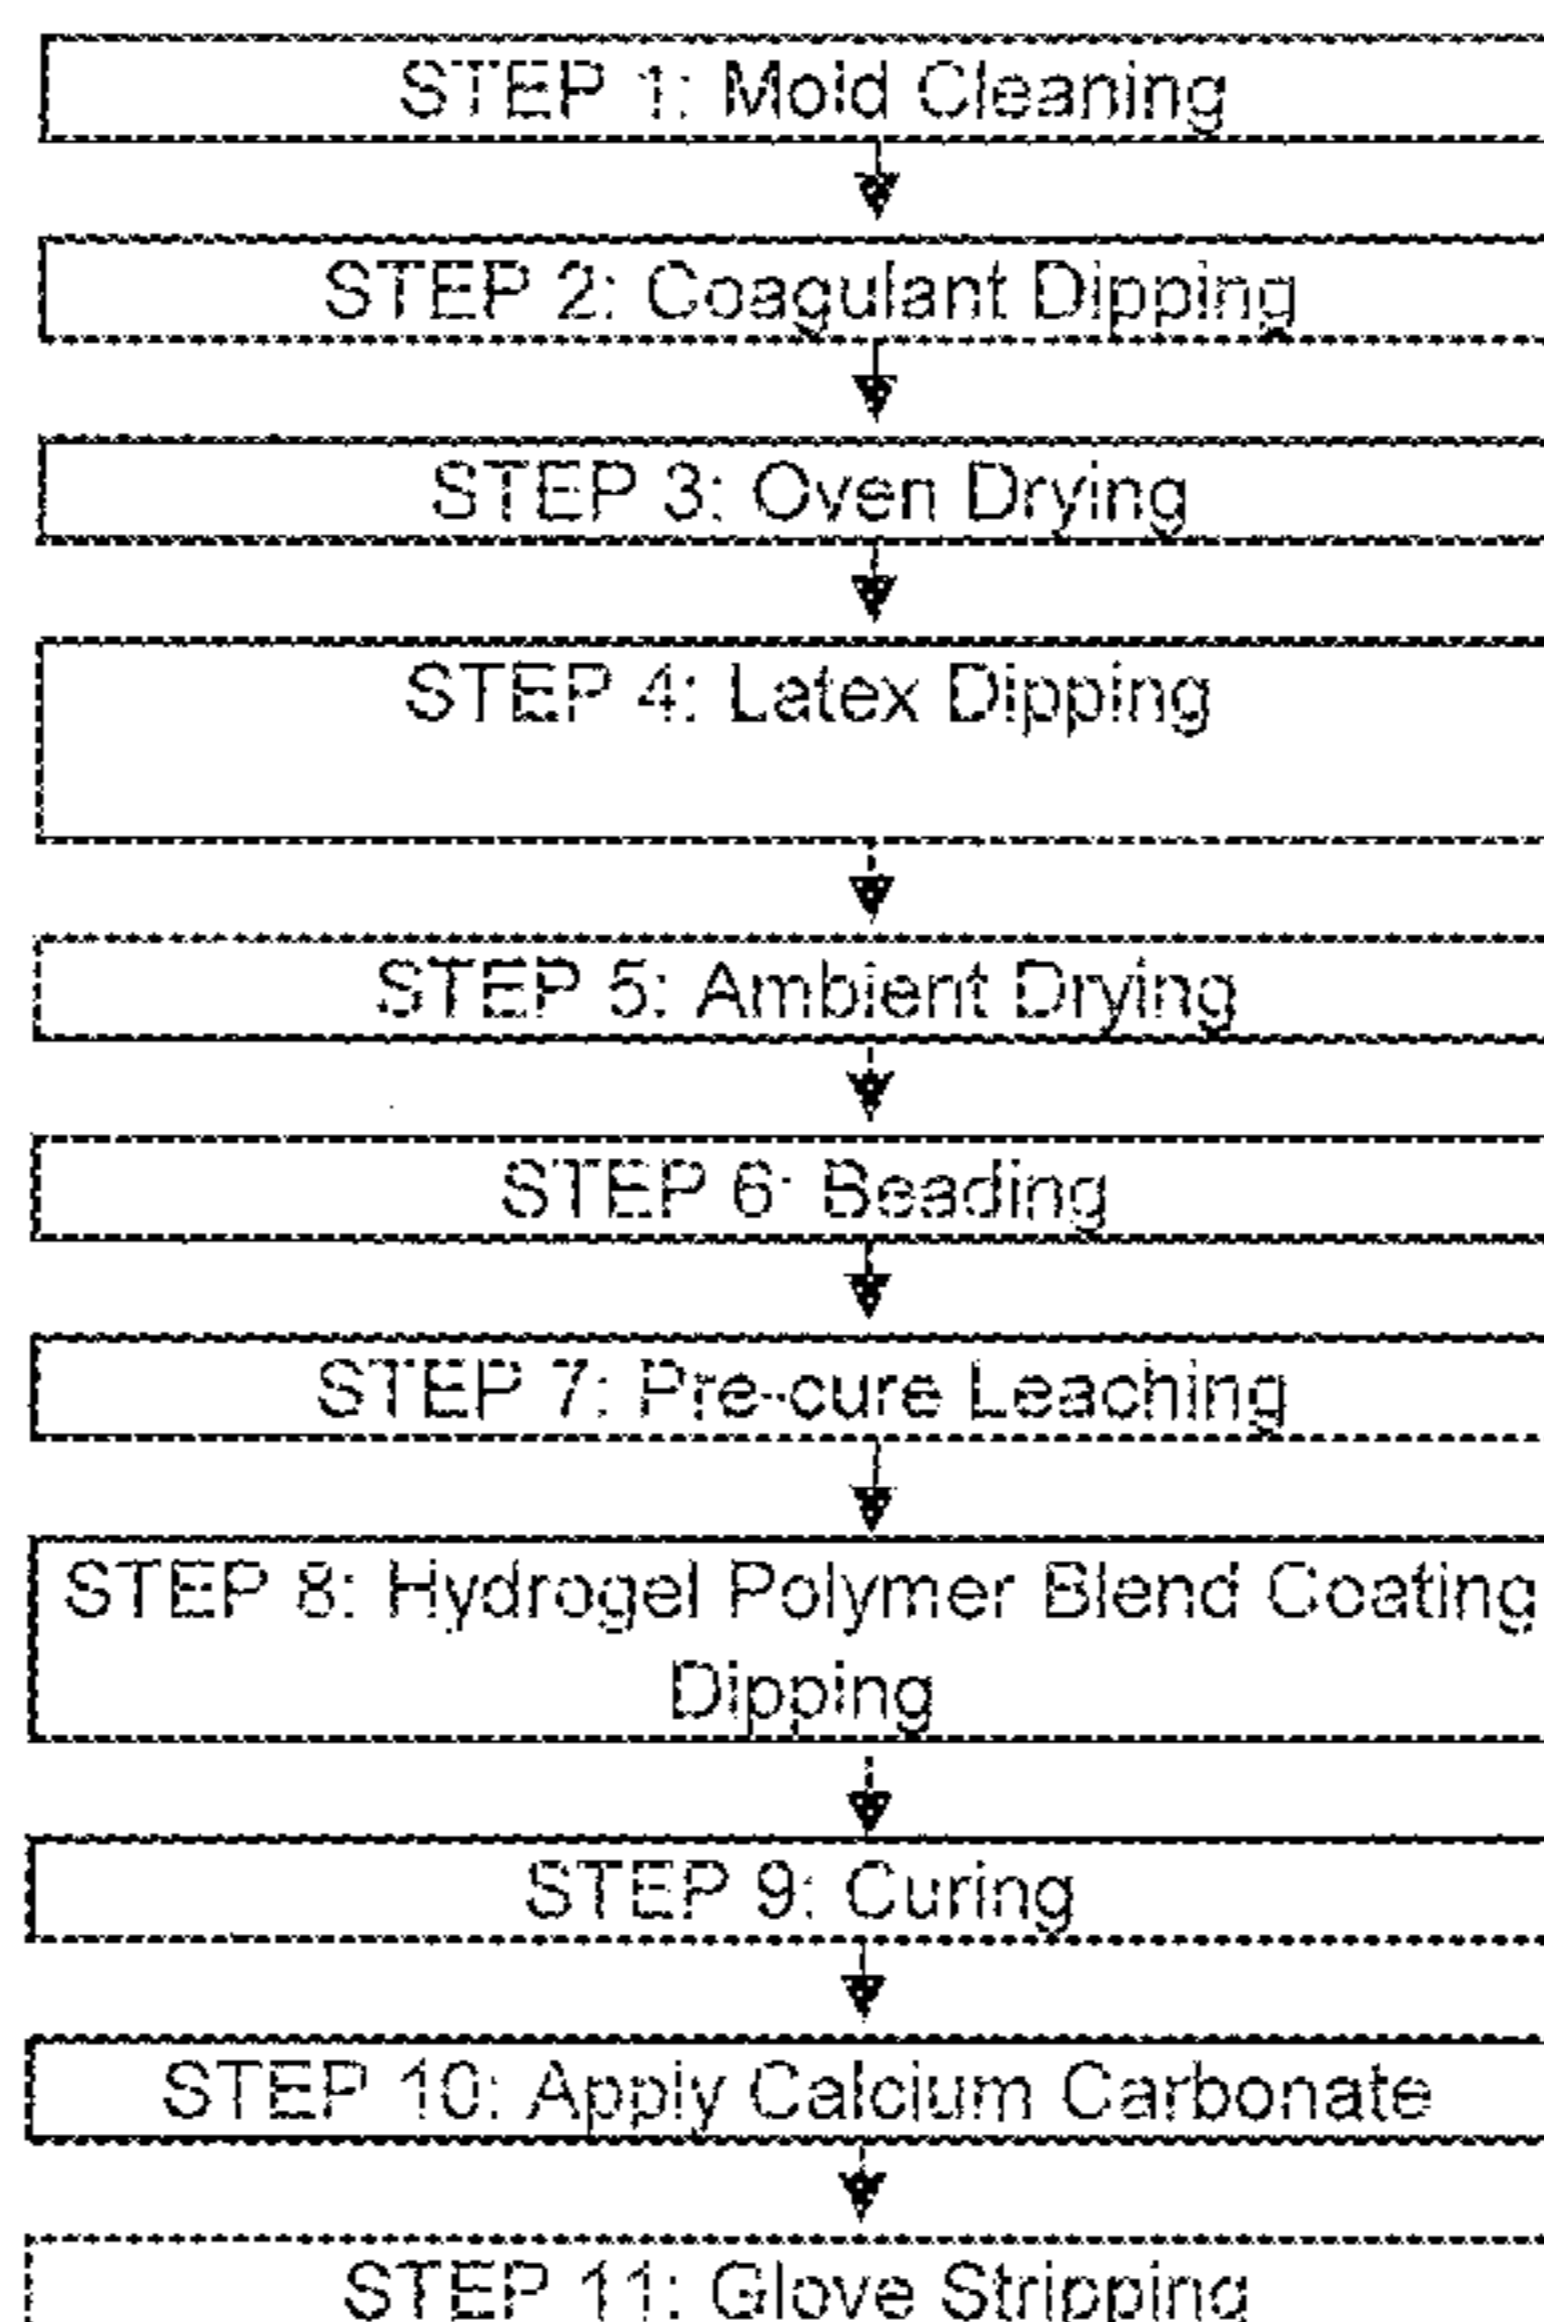 STEP 1: Mold Cleaning
STEP 2: Coagulant Dipping
STEP 3: Oven Drying
STEP 4: Latex Dipping
STEP 5: Ambient Drying
STEP 6: Beading
STEP 7: Pre-cure Leaching
STEP 8: Hydrogel Polymer Blend Coating
Dipping
STEP 9: Curing
STEP 10: Apply Calcium Carbonate
STEP 11: Glove Stripping